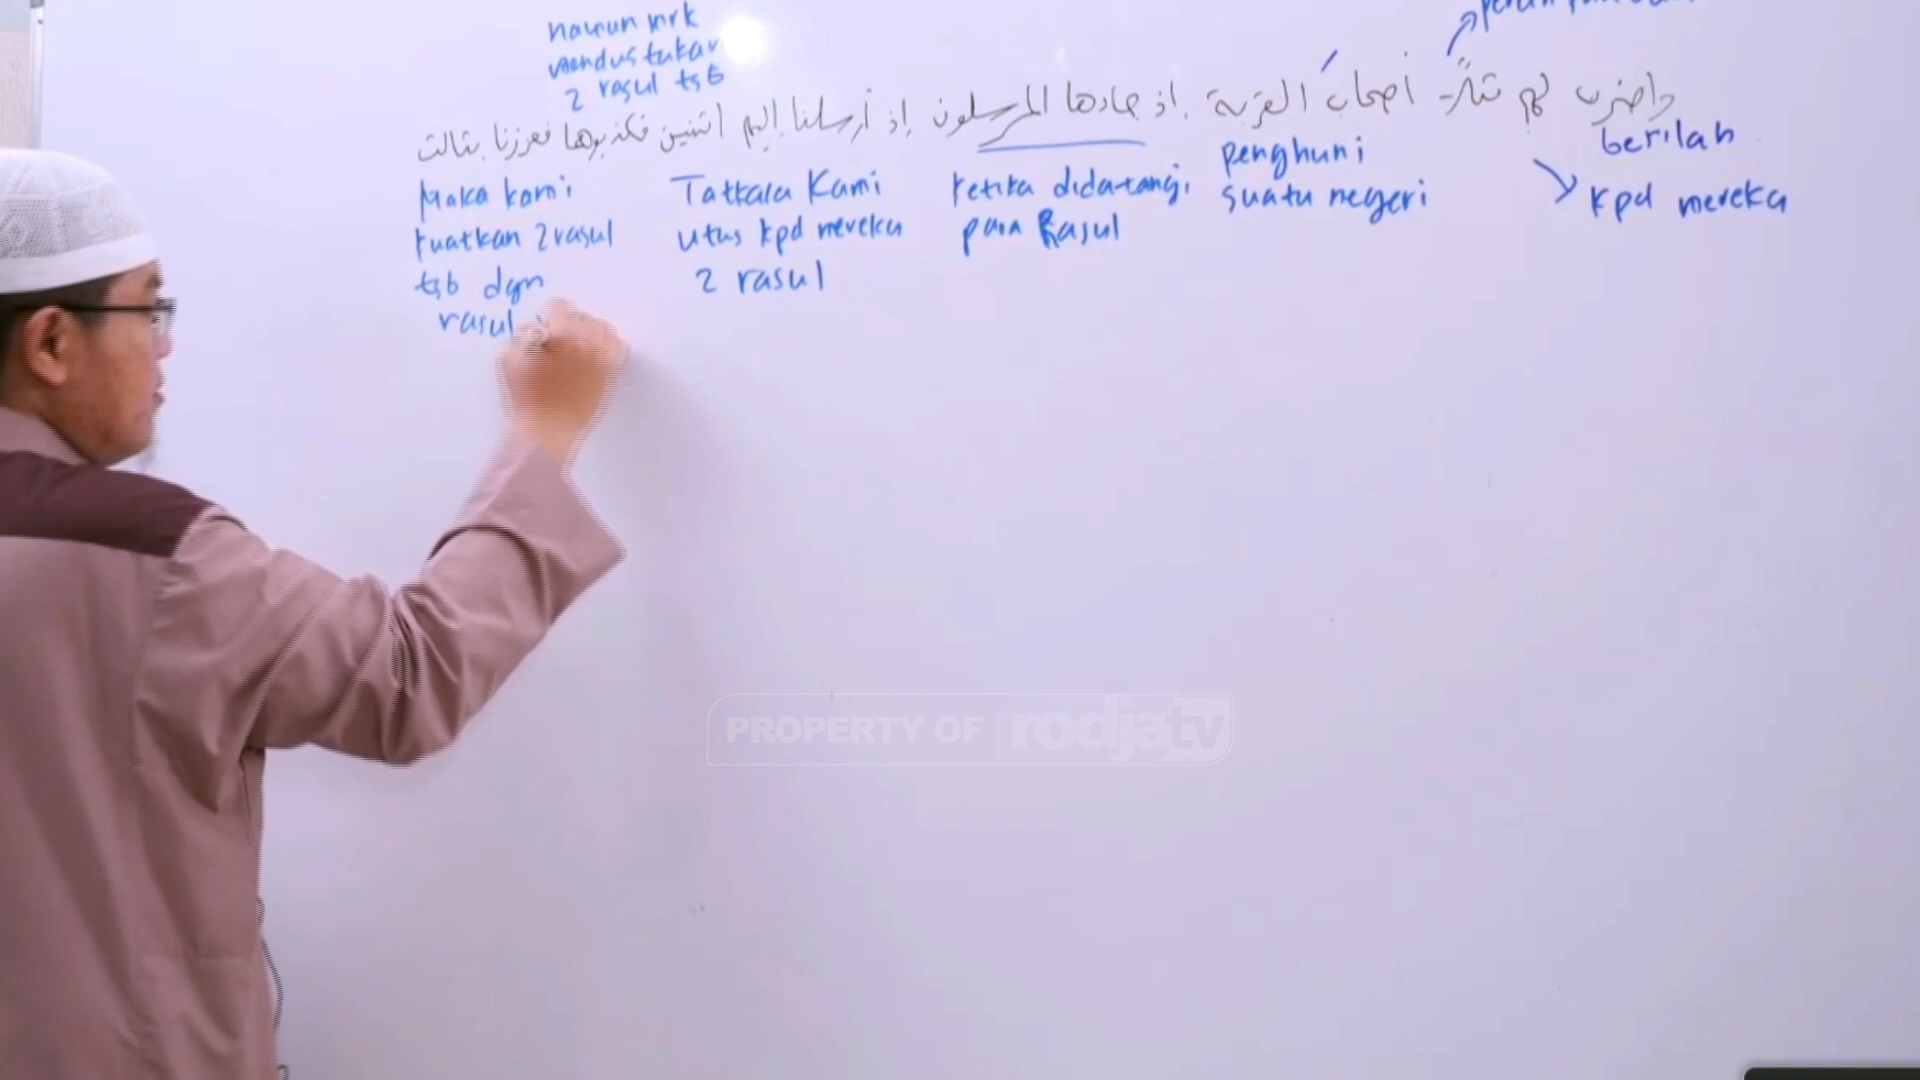 واضرب لهم مثلاً أصحاب القرية إذ جاءها المرسلون إذ أرسلنا إليهم اثنين فكذبوهما فعززنا بثالث
berilah
kpd mereka
penghuni
suatu negeri
ketika didatangi
para Rasul
Tatkala Kami
utus kpd mereka
2 rasul
namun mrk
mendustakan
2 rasul tsb
Maka kami
kuatkan 2 rasul
tsb dgn
rasul
PROPERTY OF rodjatv